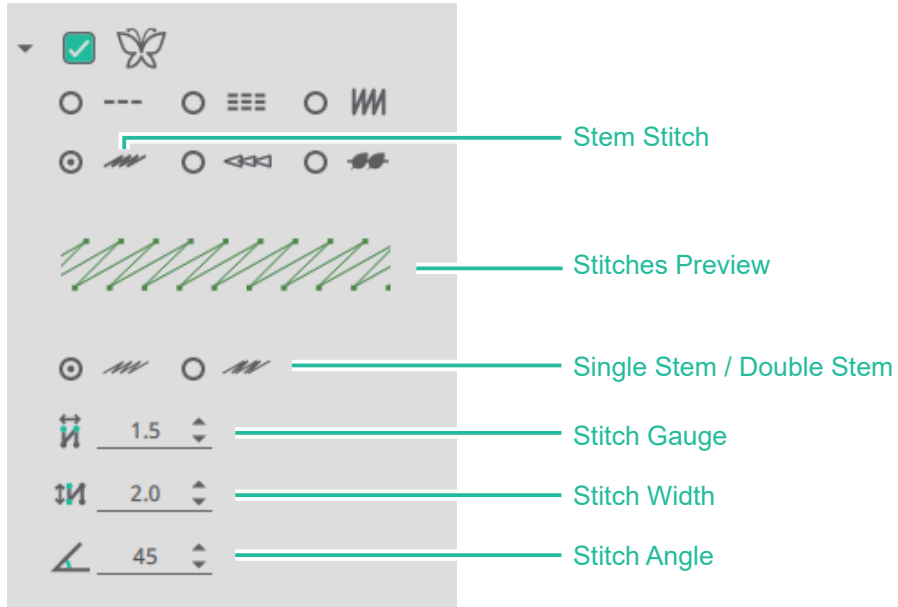 Stem Stitch
Stitches Preview
Single Stem / Double Stem
1.5
Stitch Gauge
2.0
Stitch Width
45
Stitch Angle